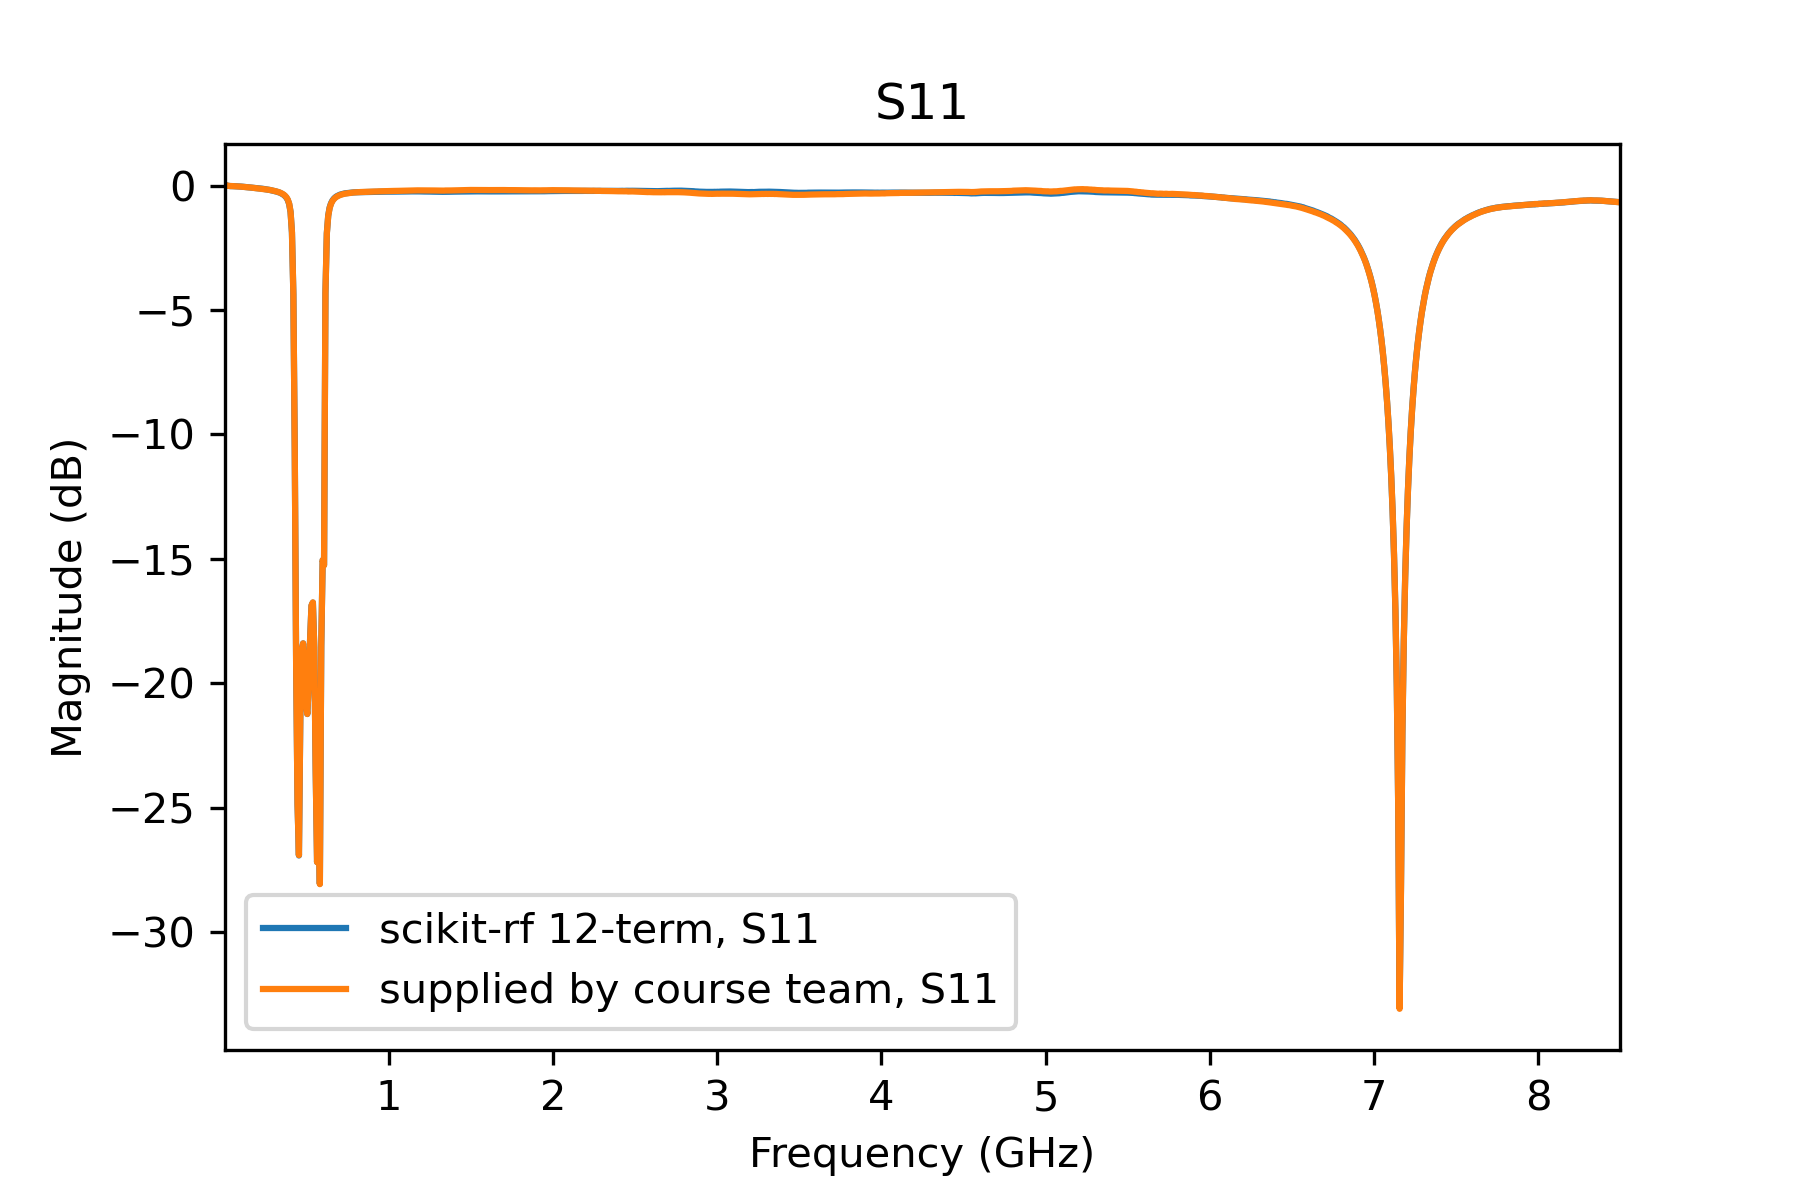 S11
0
−5
−10
−15
−20
−25
−30
Magnitude (dB)
scikit-rf 12-term, S11
supplied by course team, S11
1 2 3 4 5 6 7 8
Frequency (GHz)